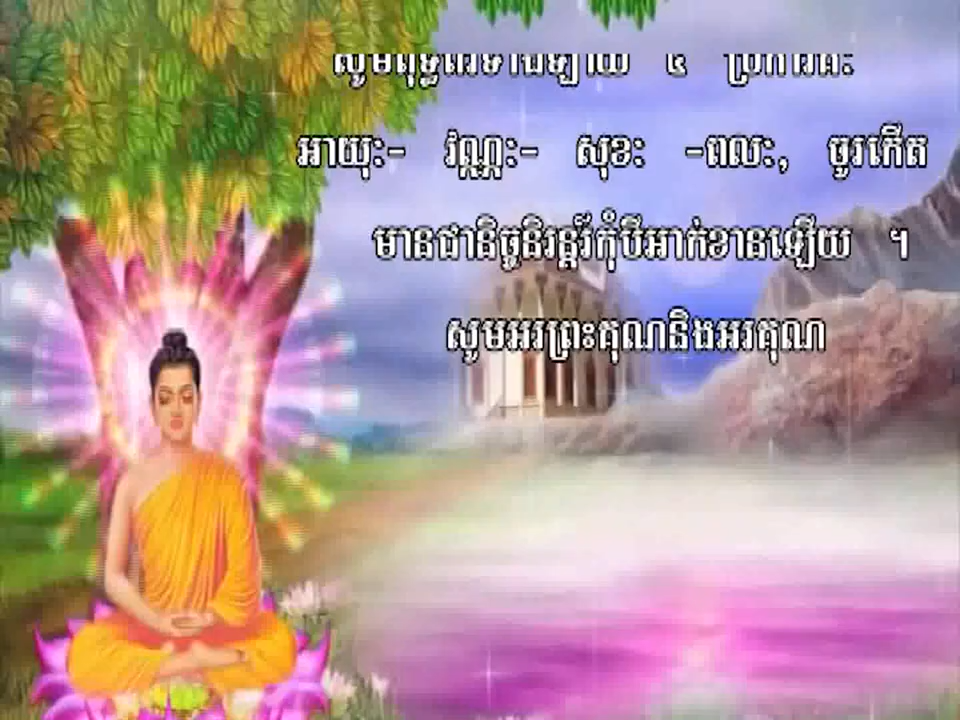 សូមពុទ្ធពរទាំងឡាយ ៤ ប្រការគឺៈ
អាយុៈ- វណ្ណៈ- សុខៈ -ពលៈ, ចូរកើត
មានជានិច្ចនិរន្តរ៍កុំបីអាក់ខានឡើយ ។
សូមអរព្រះគុណនិងអរគុណ